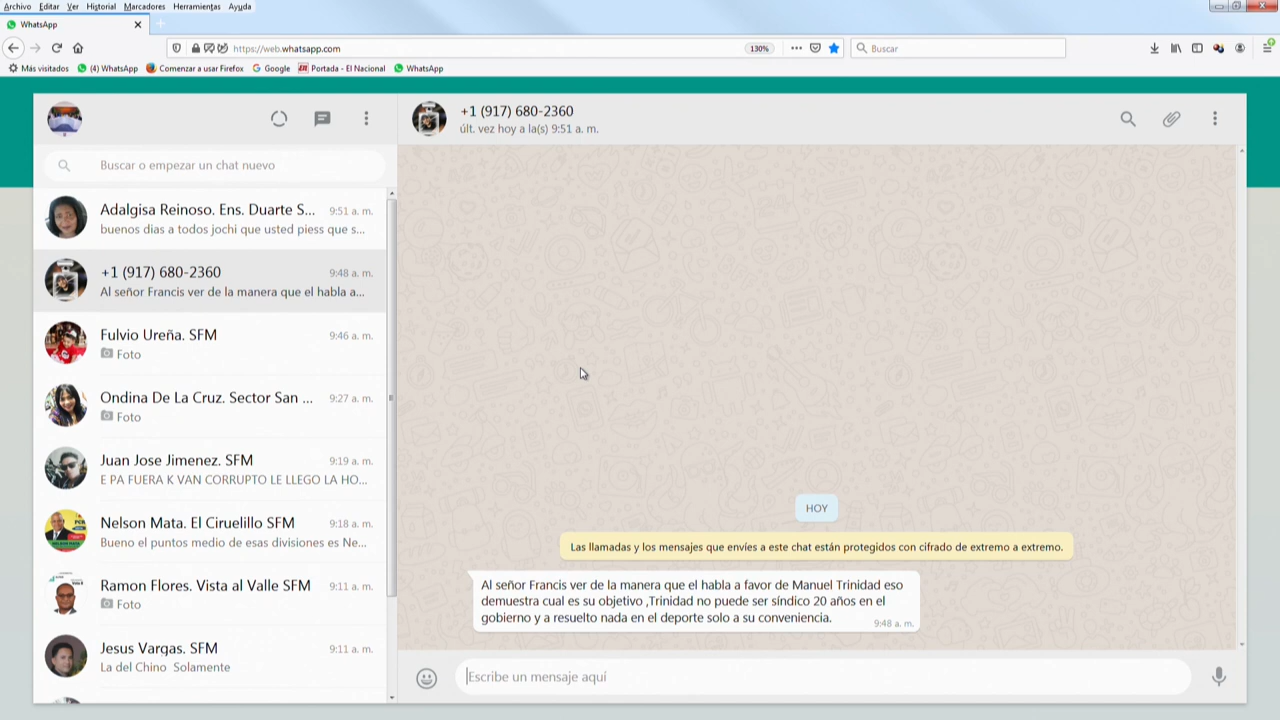 Archivo Editar Ver Historial Marcadores Herramientas Ayuda
WhatsApp
https://web.whatsapp.com
130%
Buscar
Más visitados (4) WhatsApp Comenzar a usar Firefox Google Portada - El Nacional WhatsApp
+1 (917) 680-2360
últ. vez hoy a la(s) 9:51 a. m.
Buscar o empezar un chat nuevo
Adalgisa Reinoso. Ens. Duarte S... 9:51 a. m.
buenos dias a todos jochi que usted piess que s...
+1 (917) 680-2360 9:48 a. m.
Al señor Francis ver de la manera que el habla a...
Fulvio Ureña. SFM 9:46 a. m.
Foto
Ondina De La Cruz. Sector San ... 9:27 a. m.
Foto
Juan Jose Jimenez. SFM 9:19 a. m.
E PA FUERA K VAN CORRUPTO LE LLEGO LA HO...
Nelson Mata. El Ciruelillo SFM 9:18 a. m.
Bueno el puntos medio de esas divisiones es Ne...
Ramon Flores. Vista al Valle SFM 9:11 a. m.
Foto
Jesus Vargas. SFM 9:11 a. m.
La del Chino Solamente
HOY
Las llamadas y los mensajes que envíes a este chat están protegidos con cifrado de extremo a extremo.
Al señor Francis ver de la manera que el habla a favor de Manuel Trinidad eso
demuestra cual es su objetivo ,Trinidad no puede ser síndico 20 años en el
gobierno y a resuelto nada en el deporte solo a su conveniencia.
9:48 a. m.
Escribe un mensaje aquí